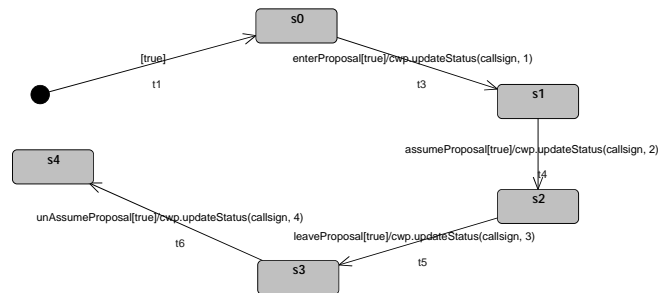 s0
[true]
t1
enterProposal[true]/cwp.updateStatus(callsign, 1)
t3
s1
assumeProposal[true]/cwp.updateStatus(callsign, 2)
t4
s4
s2
unAssumeProposal[true]/cwp.updateStatus(callsign, 4)
t6
leaveProposal[true]/cwp.updateStatus(callsign, 3)
t5
s3